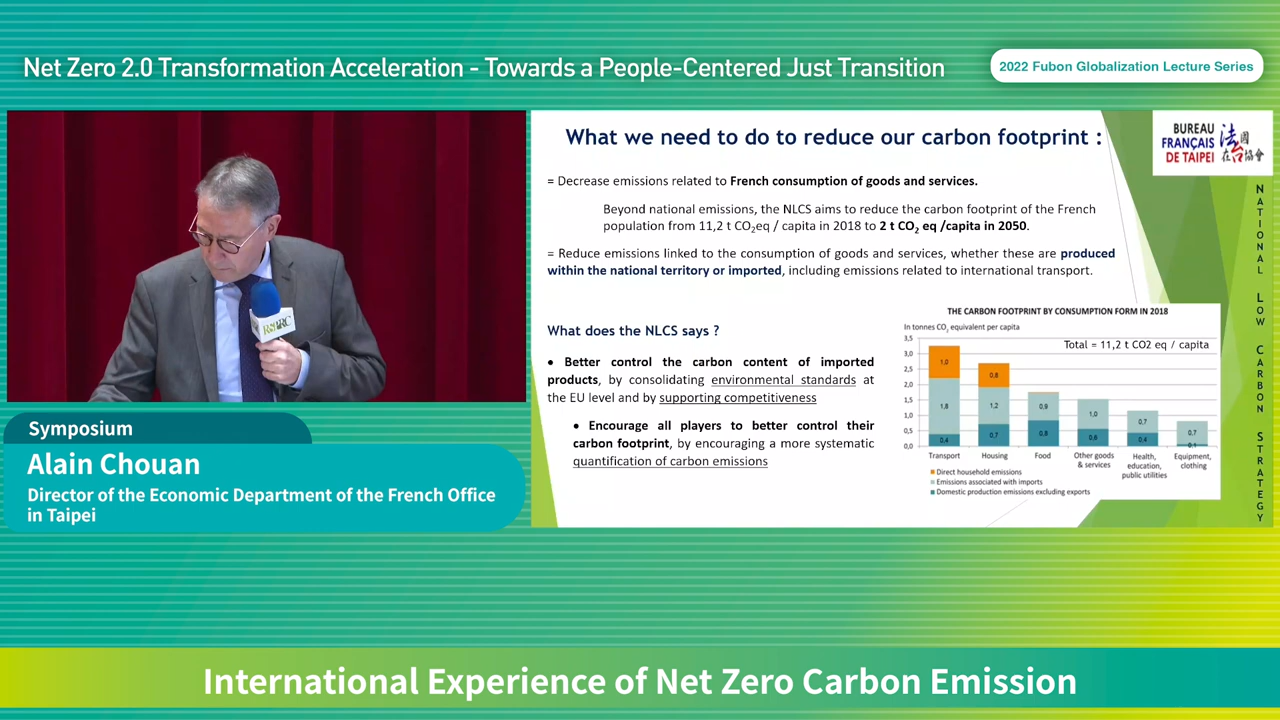 Net Zero 2.0 Transformation Acceleration - Towards a People-Centered Just Transition
2022 Fubon Globalization Lecture Series
What we need to do to reduce our carbon footprint :
BUREAU
FRANÇAIS
DE TAIPEI
法國
在台協會
= Decrease emissions related to French consumption of goods and services.
Beyond national emissions, the NLCS aims to reduce the carbon footprint of the French
population from 11,2 t CO₂eq / capita in 2018 to 2 t CO₂ eq /capita in 2050.
= Reduce emissions linked to the consumption of goods and services, whether these are produced
within the national territory or imported, including emissions related to international transport.
What does the NLCS says ?
• Better control the carbon content of imported
products, by consolidating environmental standards at
the EU level and by supporting competitiveness
• Encourage all players to better control their
carbon footprint, by encouraging a more systematic
quantification of carbon emissions
THE CARBON FOOTPRINT BY CONSUMPTION FORM IN 2018
In tonnes CO₂ equivalent per capita
Total = 11,2 t CO2 eq / capita
3,5
3,0
2,5
2,0
1,5
1,0
0,5
0,0
1,0
1,8
0,4
0,8
1,2
0,7
0,9
0,8
1,0
0,6
0,7
0,4
0,7
0,1
Transport
Housing
Food
Other goods
& services
Health,
education,
public utilities
Equipment,
clothing
Direct household emissions
Emissions associated with imports
Domestic production emissions excluding exports
NATIONAL LOW CARBON STRATEGY
RSPRC
Symposium
Alain Chouan
Director of the Economic Department of the French Office
in Taipei
International Experience of Net Zero Carbon Emission